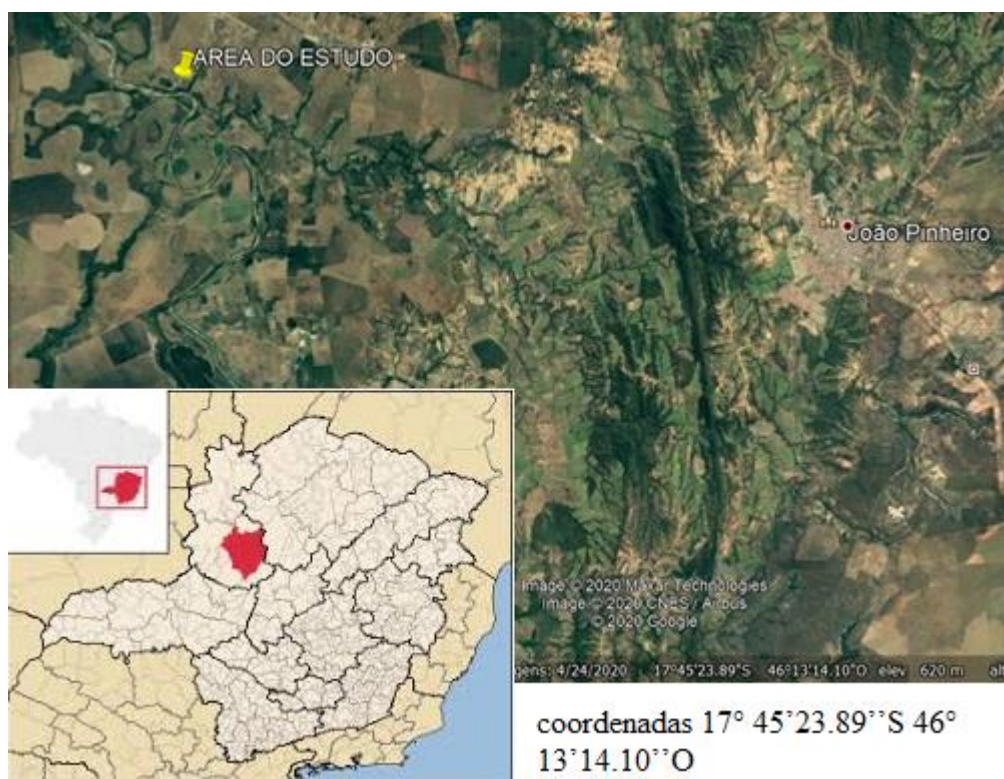 AREA DO ESTUDO
João Pinheiro
Image © 2020 Maxar Technologies
Image © 2020 CNES / Airbus
© 2020 Google
gens: 4/24/2020 17°45'23.89"S 46°13'14.10"O elev 620 m alt
coordenadas 17° 45’23.89’’S 46°
13’14.10’’O